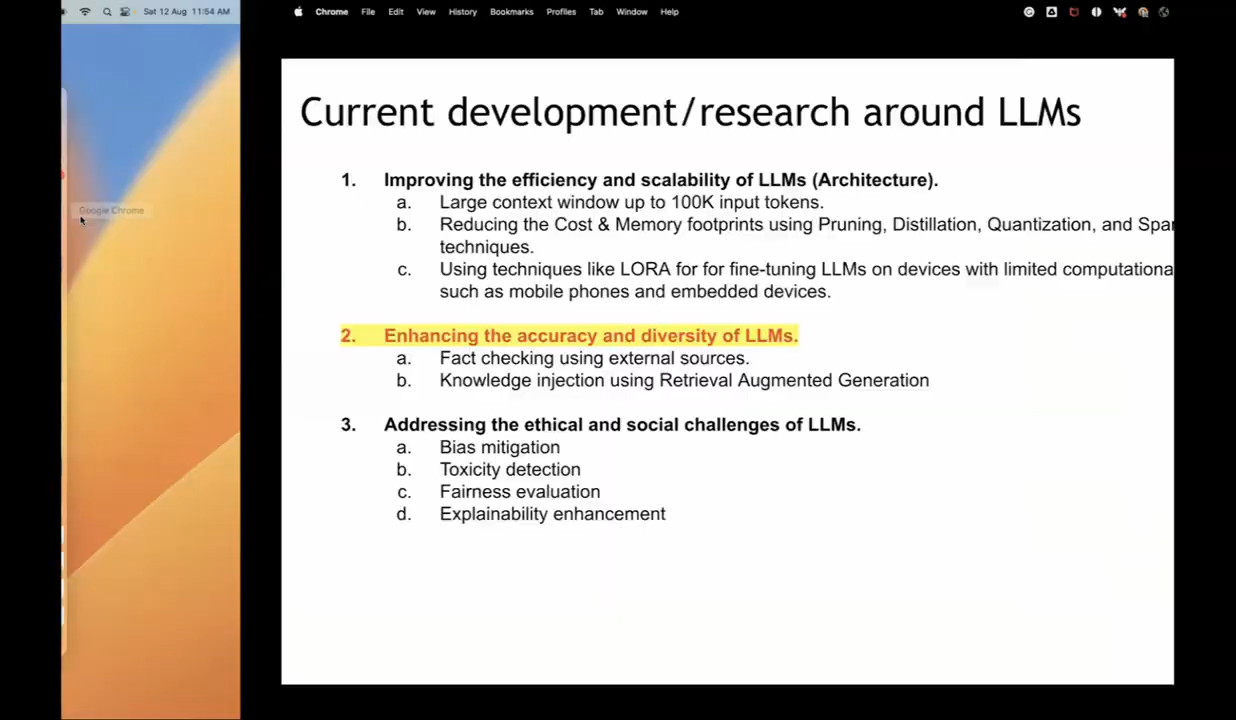 Sat 12 Aug 11:54 AM
Chrome File Edit View History Bookmarks Profiles Tab Window Help
Google Chrome
Current development/research around LLMs
1. Improving the efficiency and scalability of LLMs (Architecture).
a. Large context window up to 100K input tokens.
b. Reducing the Cost & Memory footprints using Pruning, Distillation, Quantization, and
techniques.
c. Using techniques like LORA for for fine-tuning LLMs on devices with limited
such as mobile phones and embedded devices.
2. Enhancing the accuracy and diversity of LLMs.
a. Fact checking using external sources.
b. Knowledge injection using Retrieval Augmented Generation
3. Addressing the ethical and social challenges of LLMs.
a. Bias mitigation
b. Toxicity detection
c. Fairness evaluation
d. Explainability enhancement